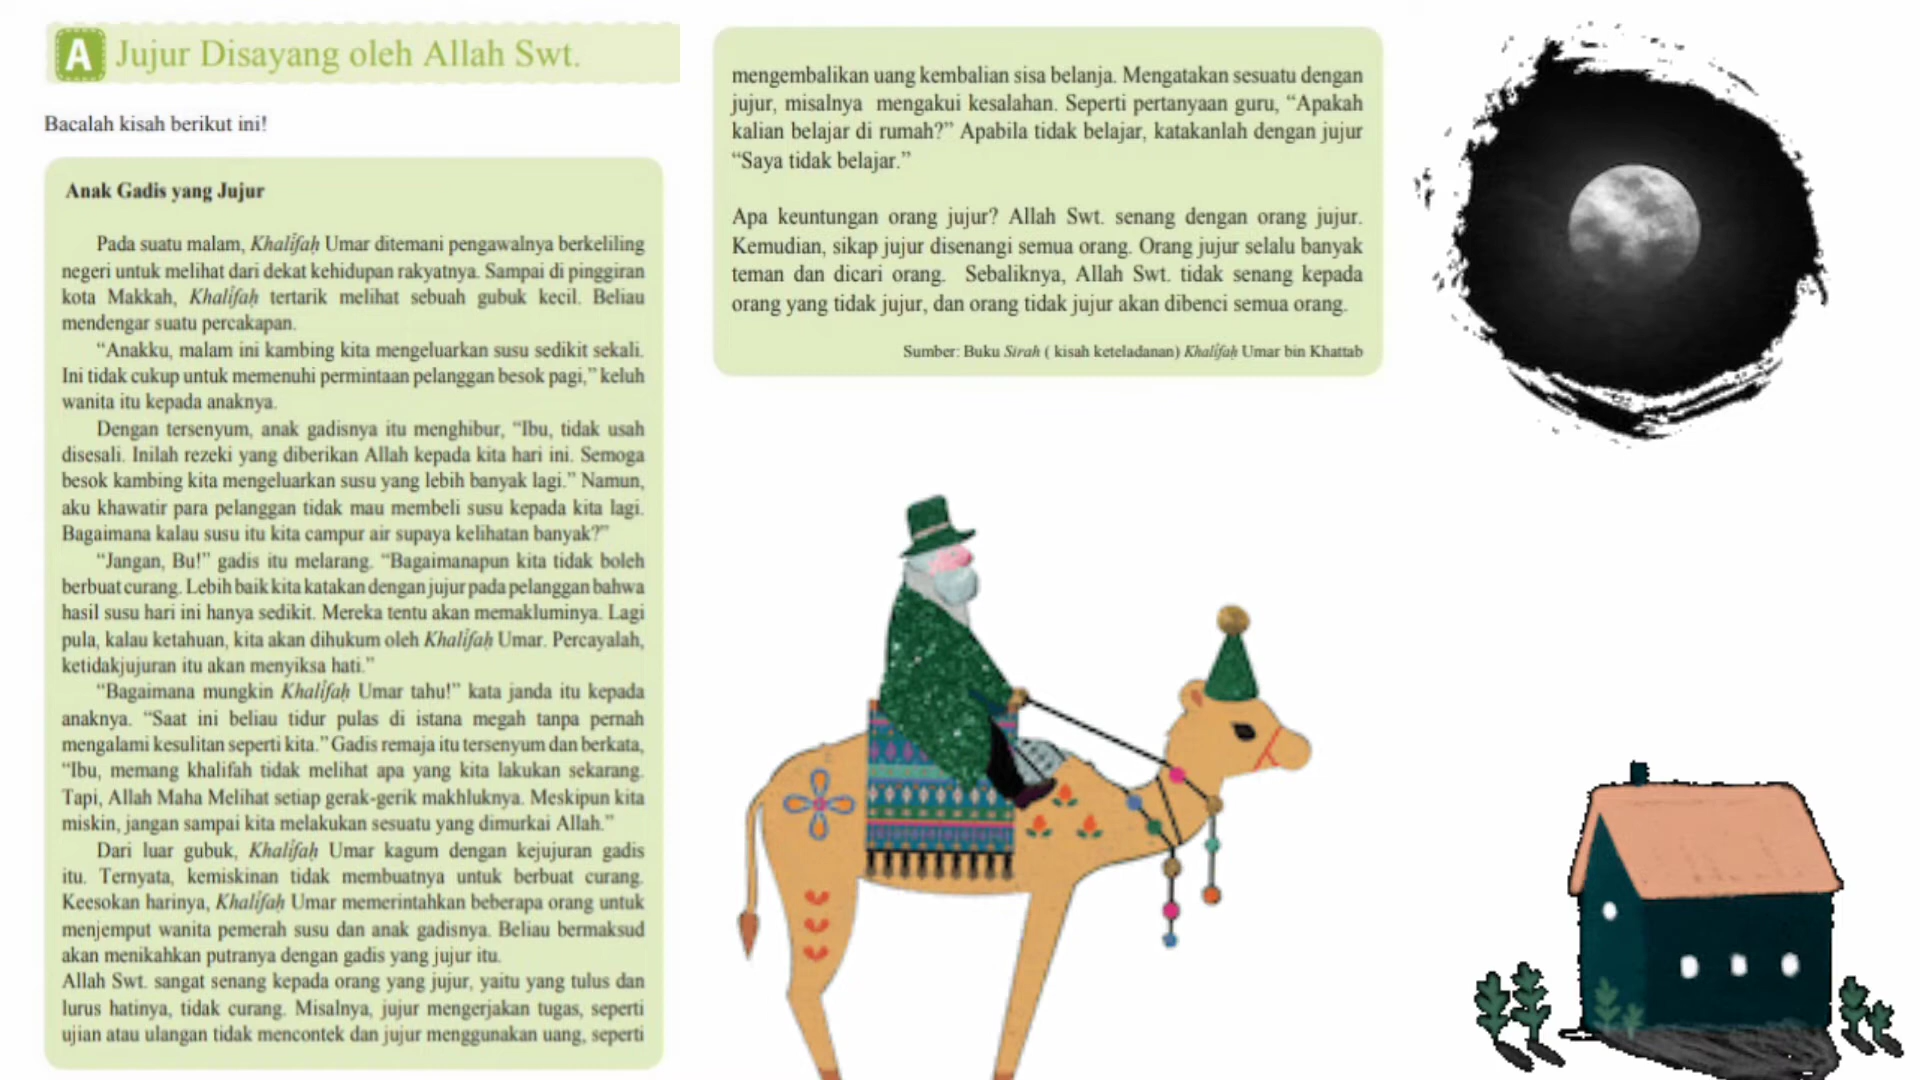 A Jujur Disayang oleh Allah Swt.
Bacalah kisah berikut ini!
Anak Gadis yang Jujur
Pada suatu malam, Khalȋfaḥ Umar ditemani pengawalnya berkeliling
negeri untuk melihat dari dekat kehidupan rakyatnya. Sampai di pinggiran
kota Makkah, Khalȋfaḥ tertarik melihat sebuah gubuk kecil. Beliau
mendengar suatu percakapan.
“Anakku, malam ini kambing kita mengeluarkan susu sedikit sekali.
Ini tidak cukup untuk memenuhi permintaan pelanggan besok pagi,” keluh
wanita itu kepada anaknya.
Dengan tersenyum, anak gadisnya itu menghibur, “Ibu, tidak usah
disesali. Inilah rezeki yang diberikan Allah kepada kita hari ini. Semoga
besok kambing kita mengeluarkan susu yang lebih banyak lagi.” Namun,
aku khawatir para pelanggan tidak mau membeli susu kepada kita lagi.
Bagaimana kalau susu itu kita campur air supaya kelihatan banyak?”
“Jangan, Bu!” gadis itu melarang. “Bagaimanapun kita tidak boleh
berbuat curang. Lebih baik kita katakan dengan jujur pada pelanggan bahwa
hasil susu hari ini hanya sedikit. Mereka tentu akan memakluminya. Lagi
pula, kalau ketahuan, kita akan dihukum oleh Khalȋfaḥ Umar. Percayalah,
ketidakjujuran itu akan menyiksa hati.”
“Bagaimana mungkin Khalȋfaḥ Umar tahu!” kata janda itu kepada
anaknya. “Saat ini beliau tidur pulas di istana megah tanpa pernah
mengalami kesulitan seperti kita.” Gadis remaja itu tersenyum dan berkata,
“Ibu, memang khalifah tidak melihat apa yang kita lakukan sekarang.
Tapi, Allah Maha Melihat setiap gerak-gerik makhluknya. Meskipun kita
miskin, jangan sampai kita melakukan sesuatu yang dimurkai Allah.”
Dari luar gubuk, Khalȋfaḥ Umar kagum dengan kejujuran gadis
itu. Ternyata, kemiskinan tidak membuatnya untuk berbuat curang.
Keesokan harinya, Khalȋfaḥ Umar memerintahkan beberapa orang untuk
menjemput wanita pemerah susu dan anak gadisnya. Beliau bermaksud
akan menikahkan putranya dengan gadis yang jujur itu.
Allah Swt. sangat senang kepada orang yang jujur, yaitu yang tulus dan
lurus hatinya, tidak curang. Misalnya, jujur mengerjakan tugas, seperti
ujian atau ulangan tidak mencontek dan jujur menggunakan uang, seperti
mengembalikan uang kembalian sisa belanja. Mengatakan sesuatu dengan
jujur, misalnya mengakui kesalahan. Seperti pertanyaan guru, “Apakah
kalian belajar di rumah?” Apabila tidak belajar, katakanlah dengan jujur
“Saya tidak belajar.”
Apa keuntungan orang jujur? Allah Swt. senang dengan orang jujur.
Kemudian, sikap jujur disenangi semua orang. Orang jujur selalu banyak
teman dan dicari orang. Sebaliknya, Allah Swt. tidak senang kepada
orang yang tidak jujur, dan orang tidak jujur akan dibenci semua orang.
Sumber: Buku Sirah ( kisah keteladanan) Khalȋfaḥ Umar bin Khattab